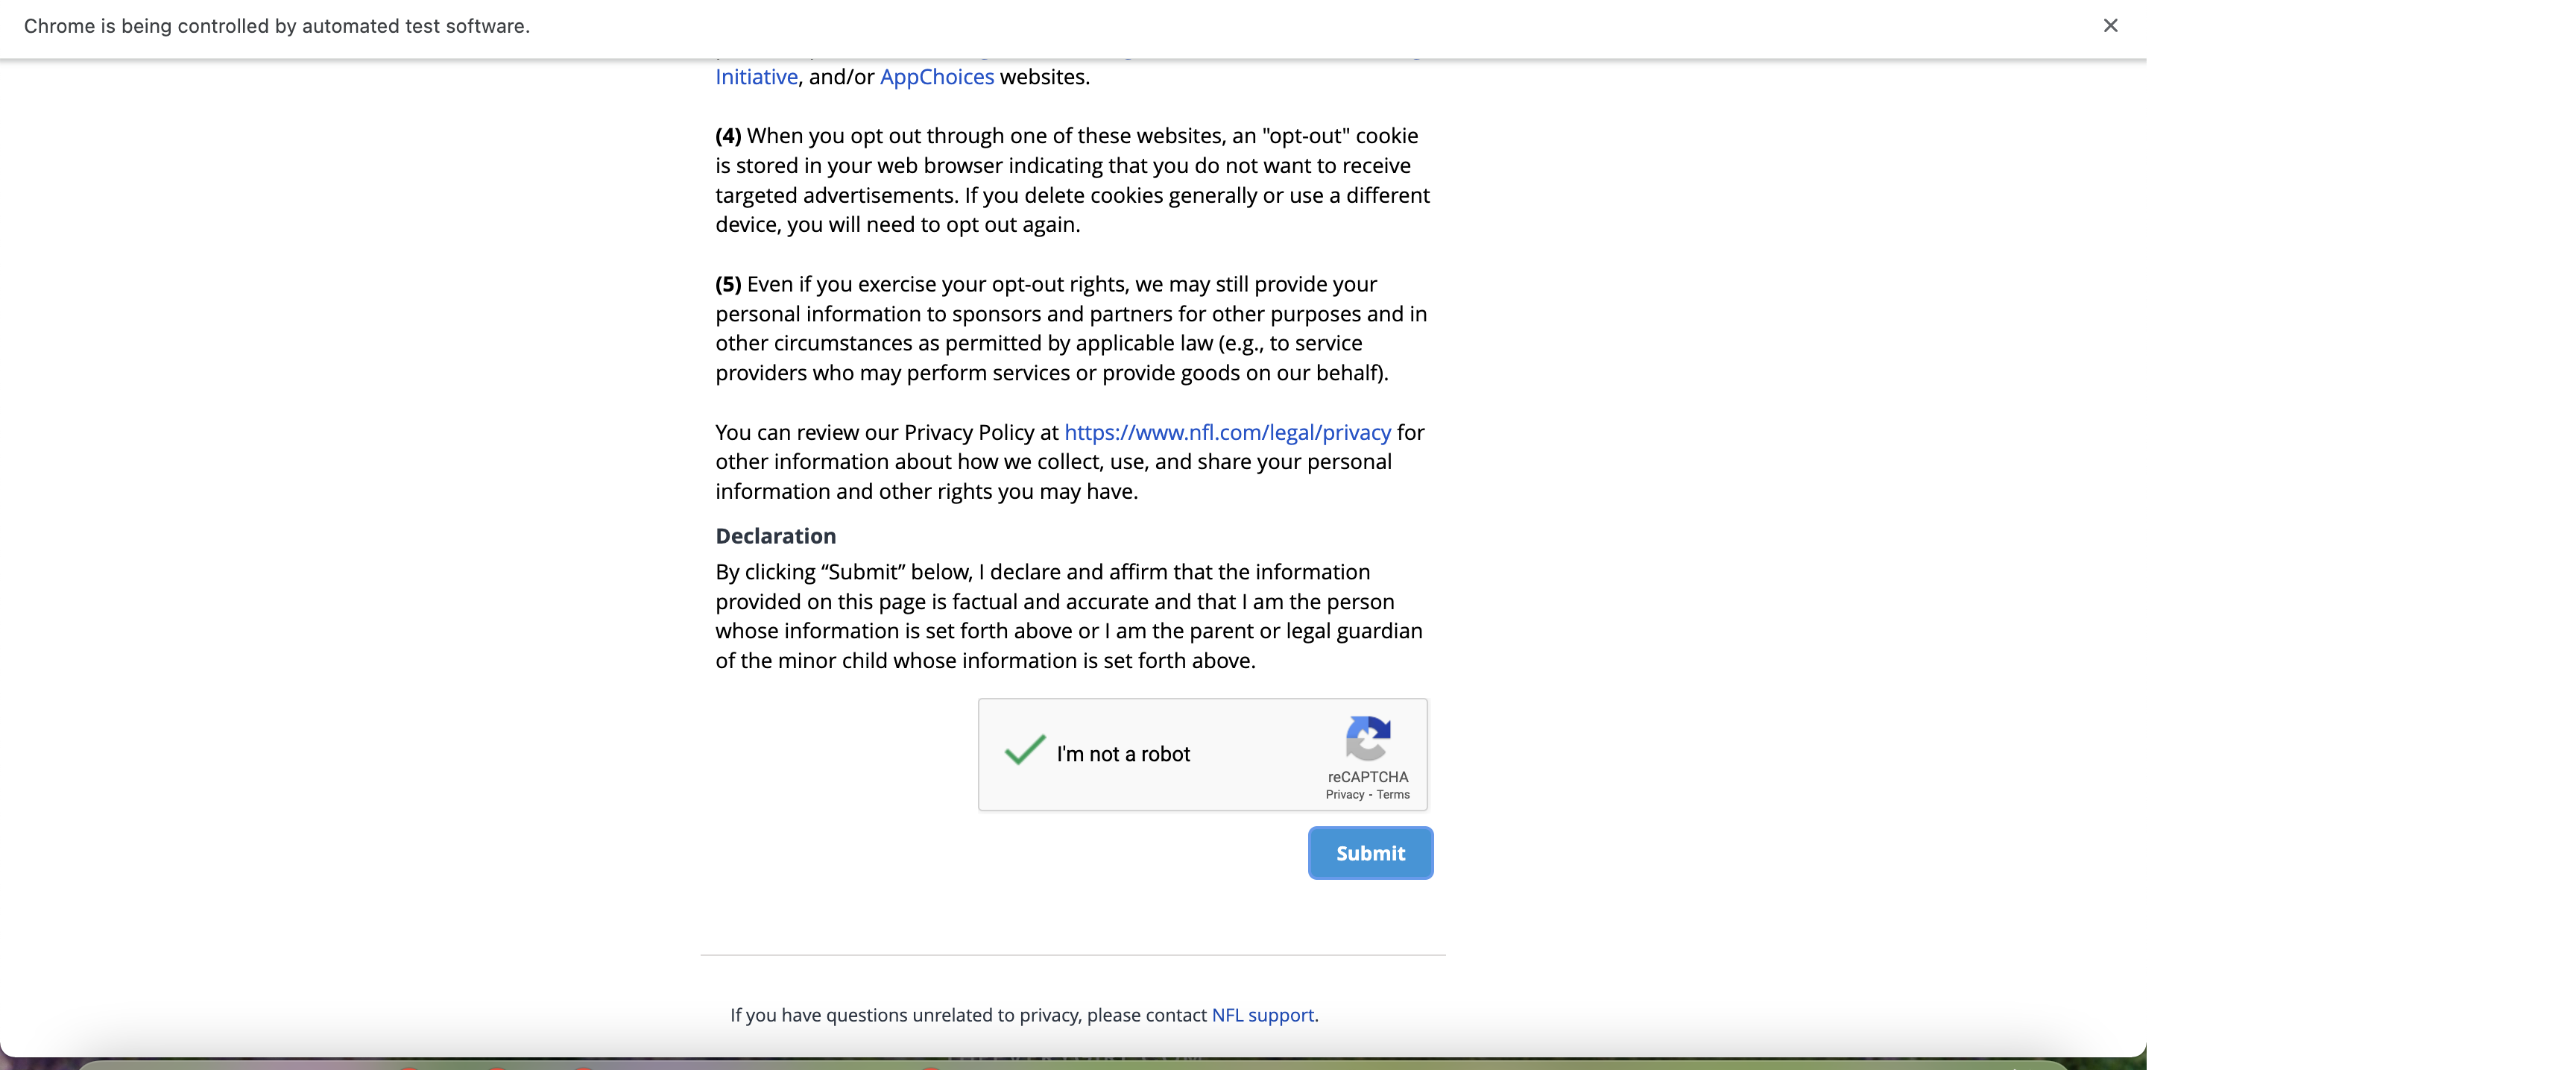 Chrome is being controlled by automated test software.
Initiative, and/or AppChoices websites.
(4) When you opt out through one of these websites, an "opt-out" cookie
is stored in your web browser indicating that you do not want to receive
targeted advertisements. If you delete cookies generally or use a different
device, you will need to opt out again.
(5) Even if you exercise your opt-out rights, we may still provide your
personal information to sponsors and partners for other purposes and in
other circumstances as permitted by applicable law (e.g., to service
providers who may perform services or provide goods on our behalf).
You can review our Privacy Policy at https://www.nfl.com/legal/privacy for
other information about how we collect, use, and share your personal
information and other rights you may have.
Declaration
By clicking “Submit” below, I declare and affirm that the information
provided on this page is factual and accurate and that I am the person
whose information is set forth above or I am the parent or legal guardian
of the minor child whose information is set forth above.
I'm not a robot
reCAPTCHA
Privacy - Terms
Submit
If you have questions unrelated to privacy, please contact NFL support.